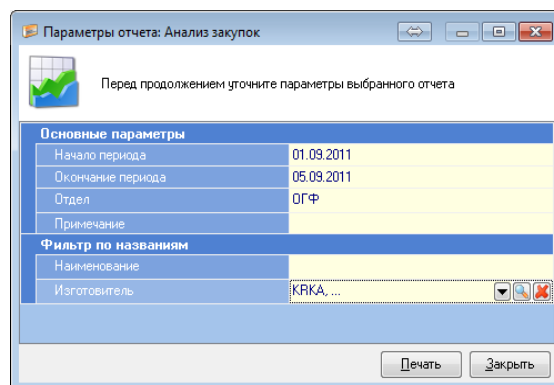 Параметры отчета: Анализ закупок
Перед продолжением уточните параметры выбранного отчета
Основные параметры
Начало периода 01.09.2011
Окончание периода 05.09.2011
Отдел ОГФ
Примечание
Фильтр по названиям
Наименование
Изготовитель KRKA, ...
Печать Закрыть